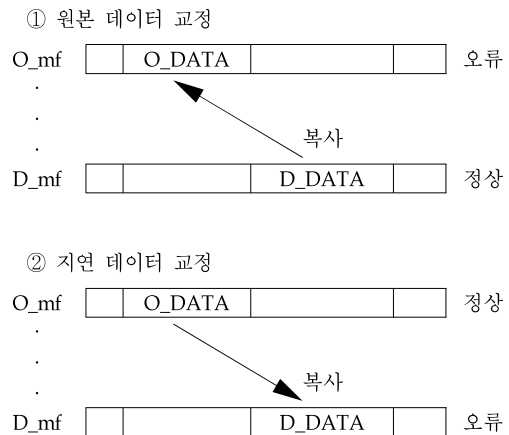 ① 원본 데이터 교정
O_mf O_DATA 오류
.
.
.
복사
D_mf D_DATA 정상
② 지연 데이터 교정
O_mf O_DATA 정상
.
.
.
복사
D_mf D_DATA 오류